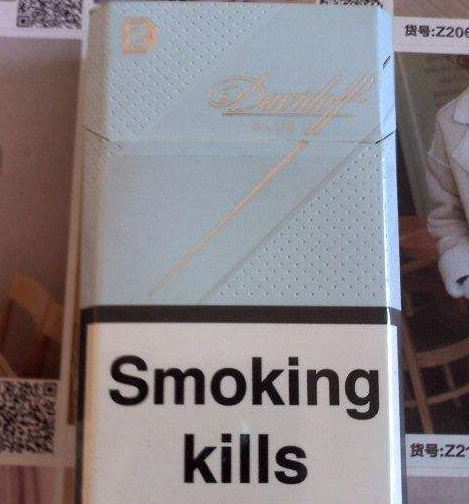 货号:Z206
D
Davidoff
Smoking
kills
货号:Z21